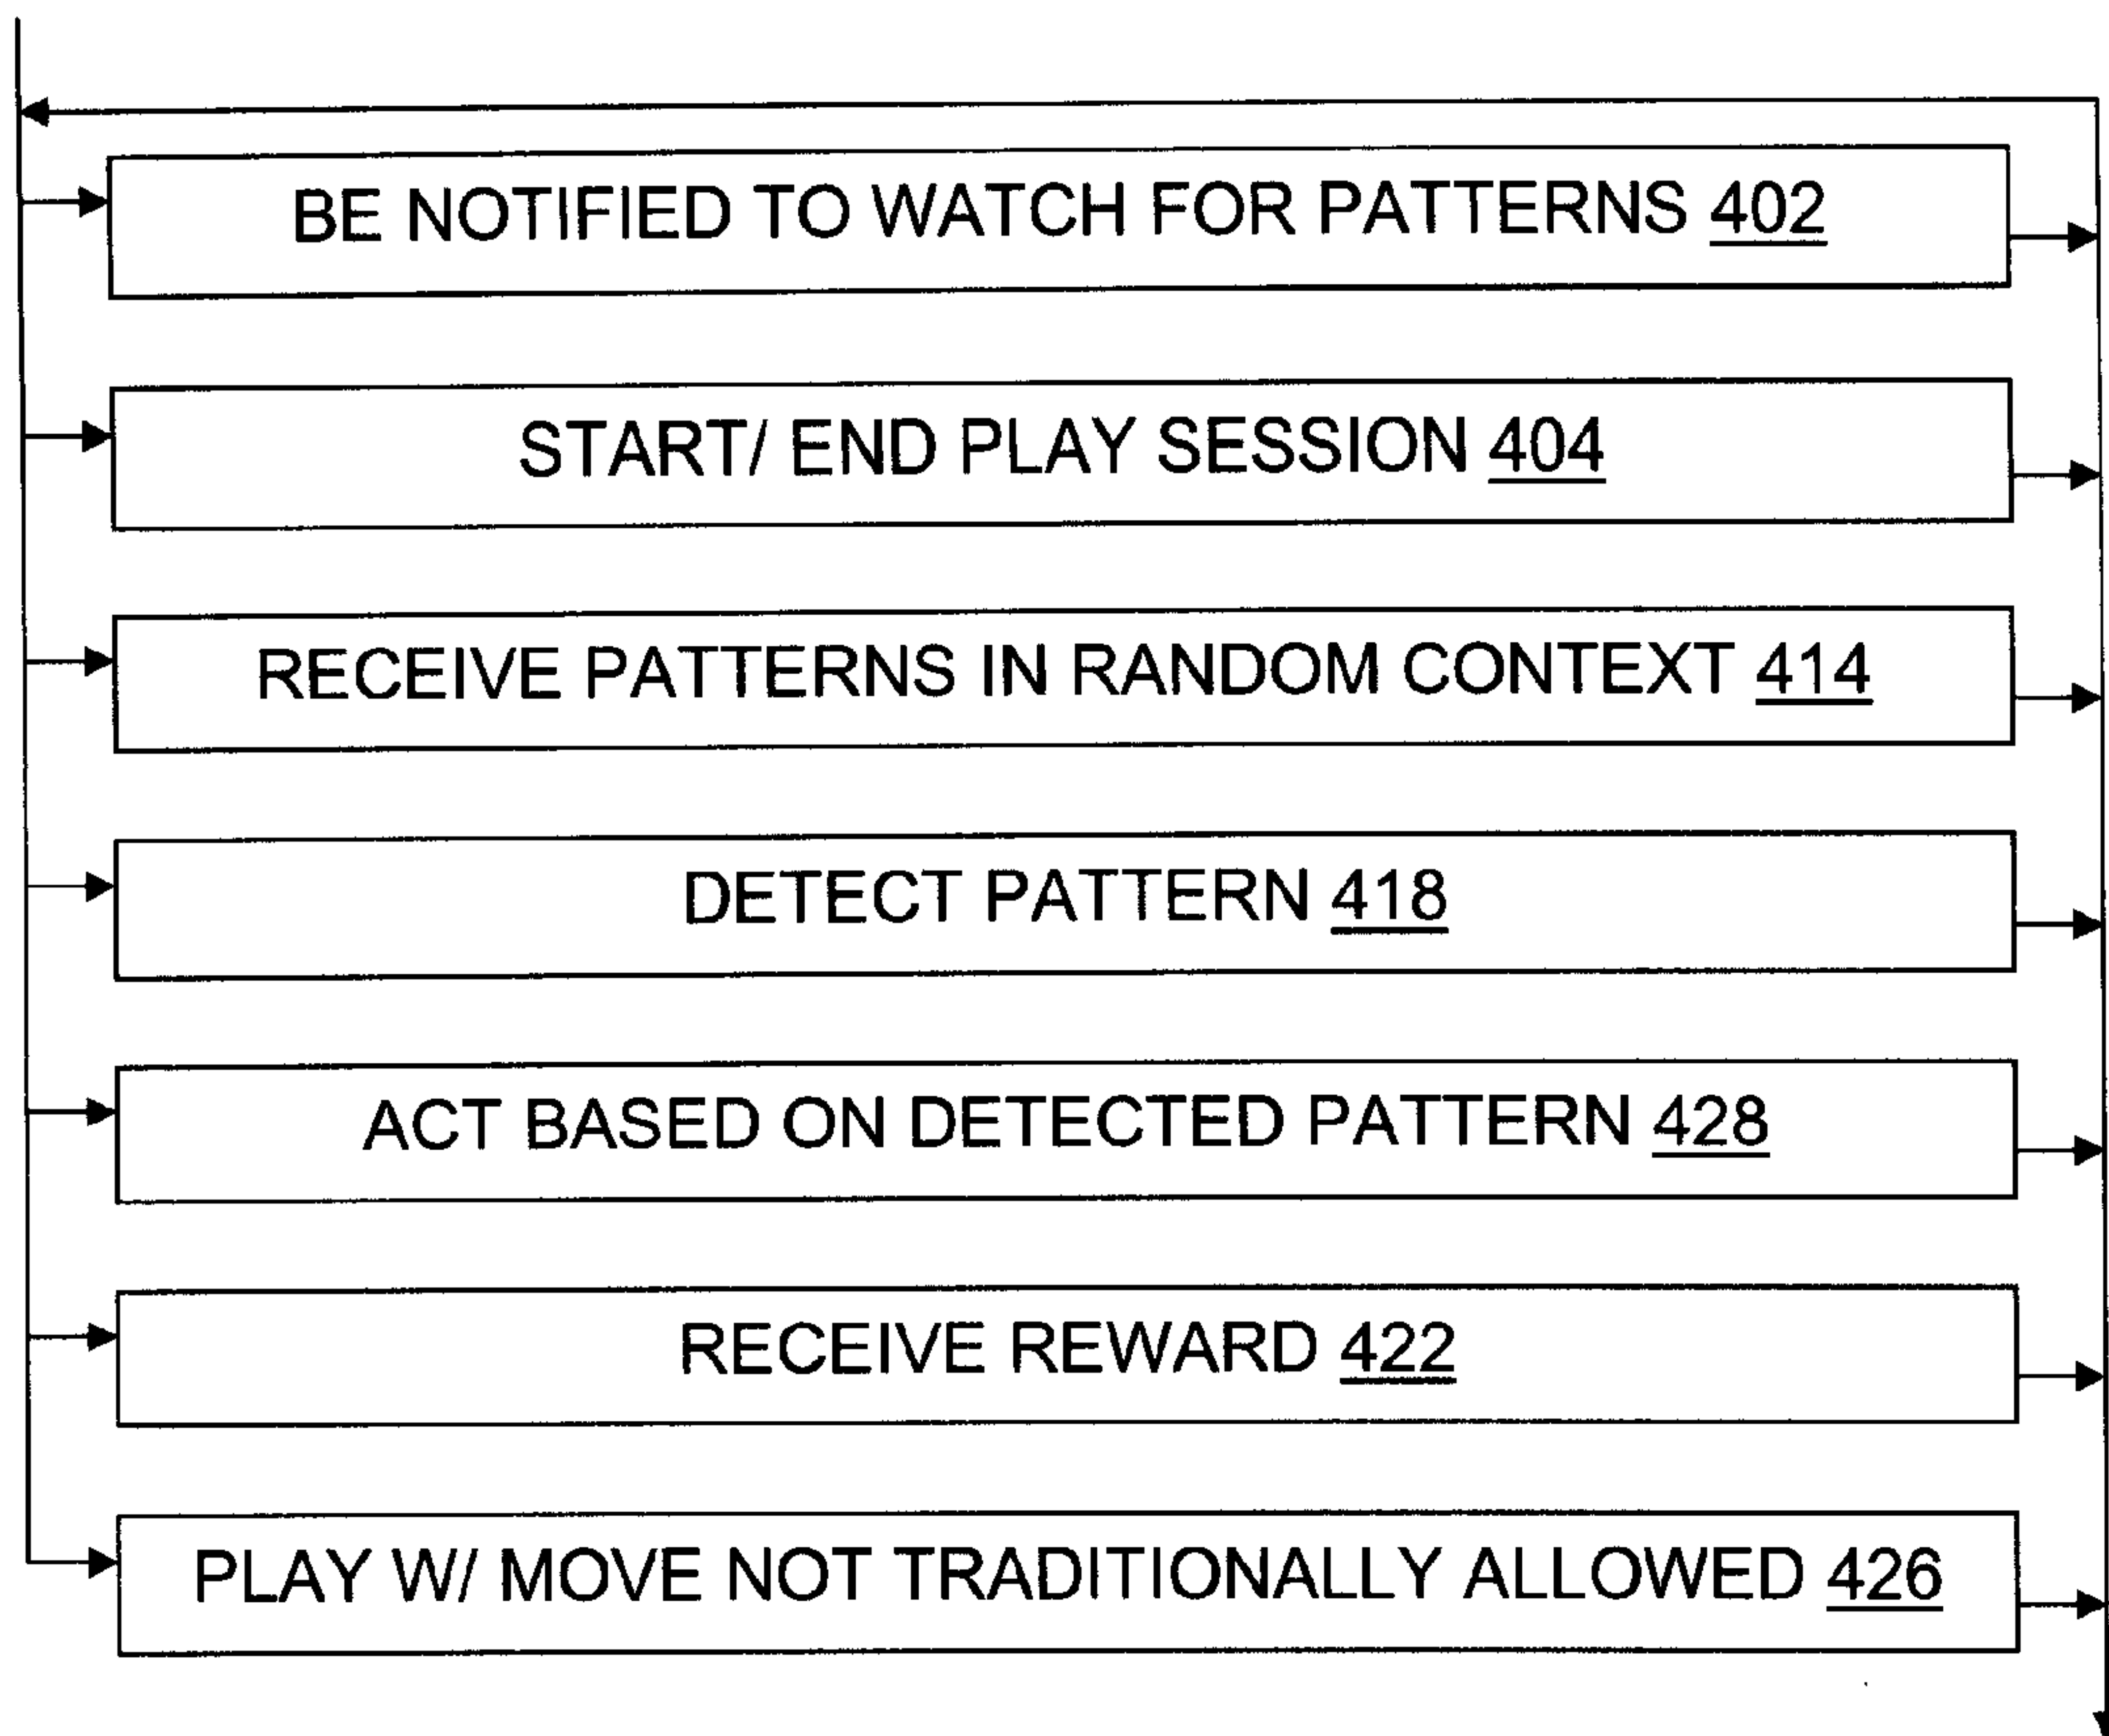 BE NOTIFIED TO WATCH FOR PATTERNS 402
START/ END PLAY SESSION 404
RECEIVE PATTERNS IN RANDOM CONTEXT 414
DETECT PATTERN 418
ACT BASED ON DETECTED PATTERN 428
RECEIVE REWARD 422
PLAY W/ MOVE NOT TRADITIONALLY ALLOWED 426